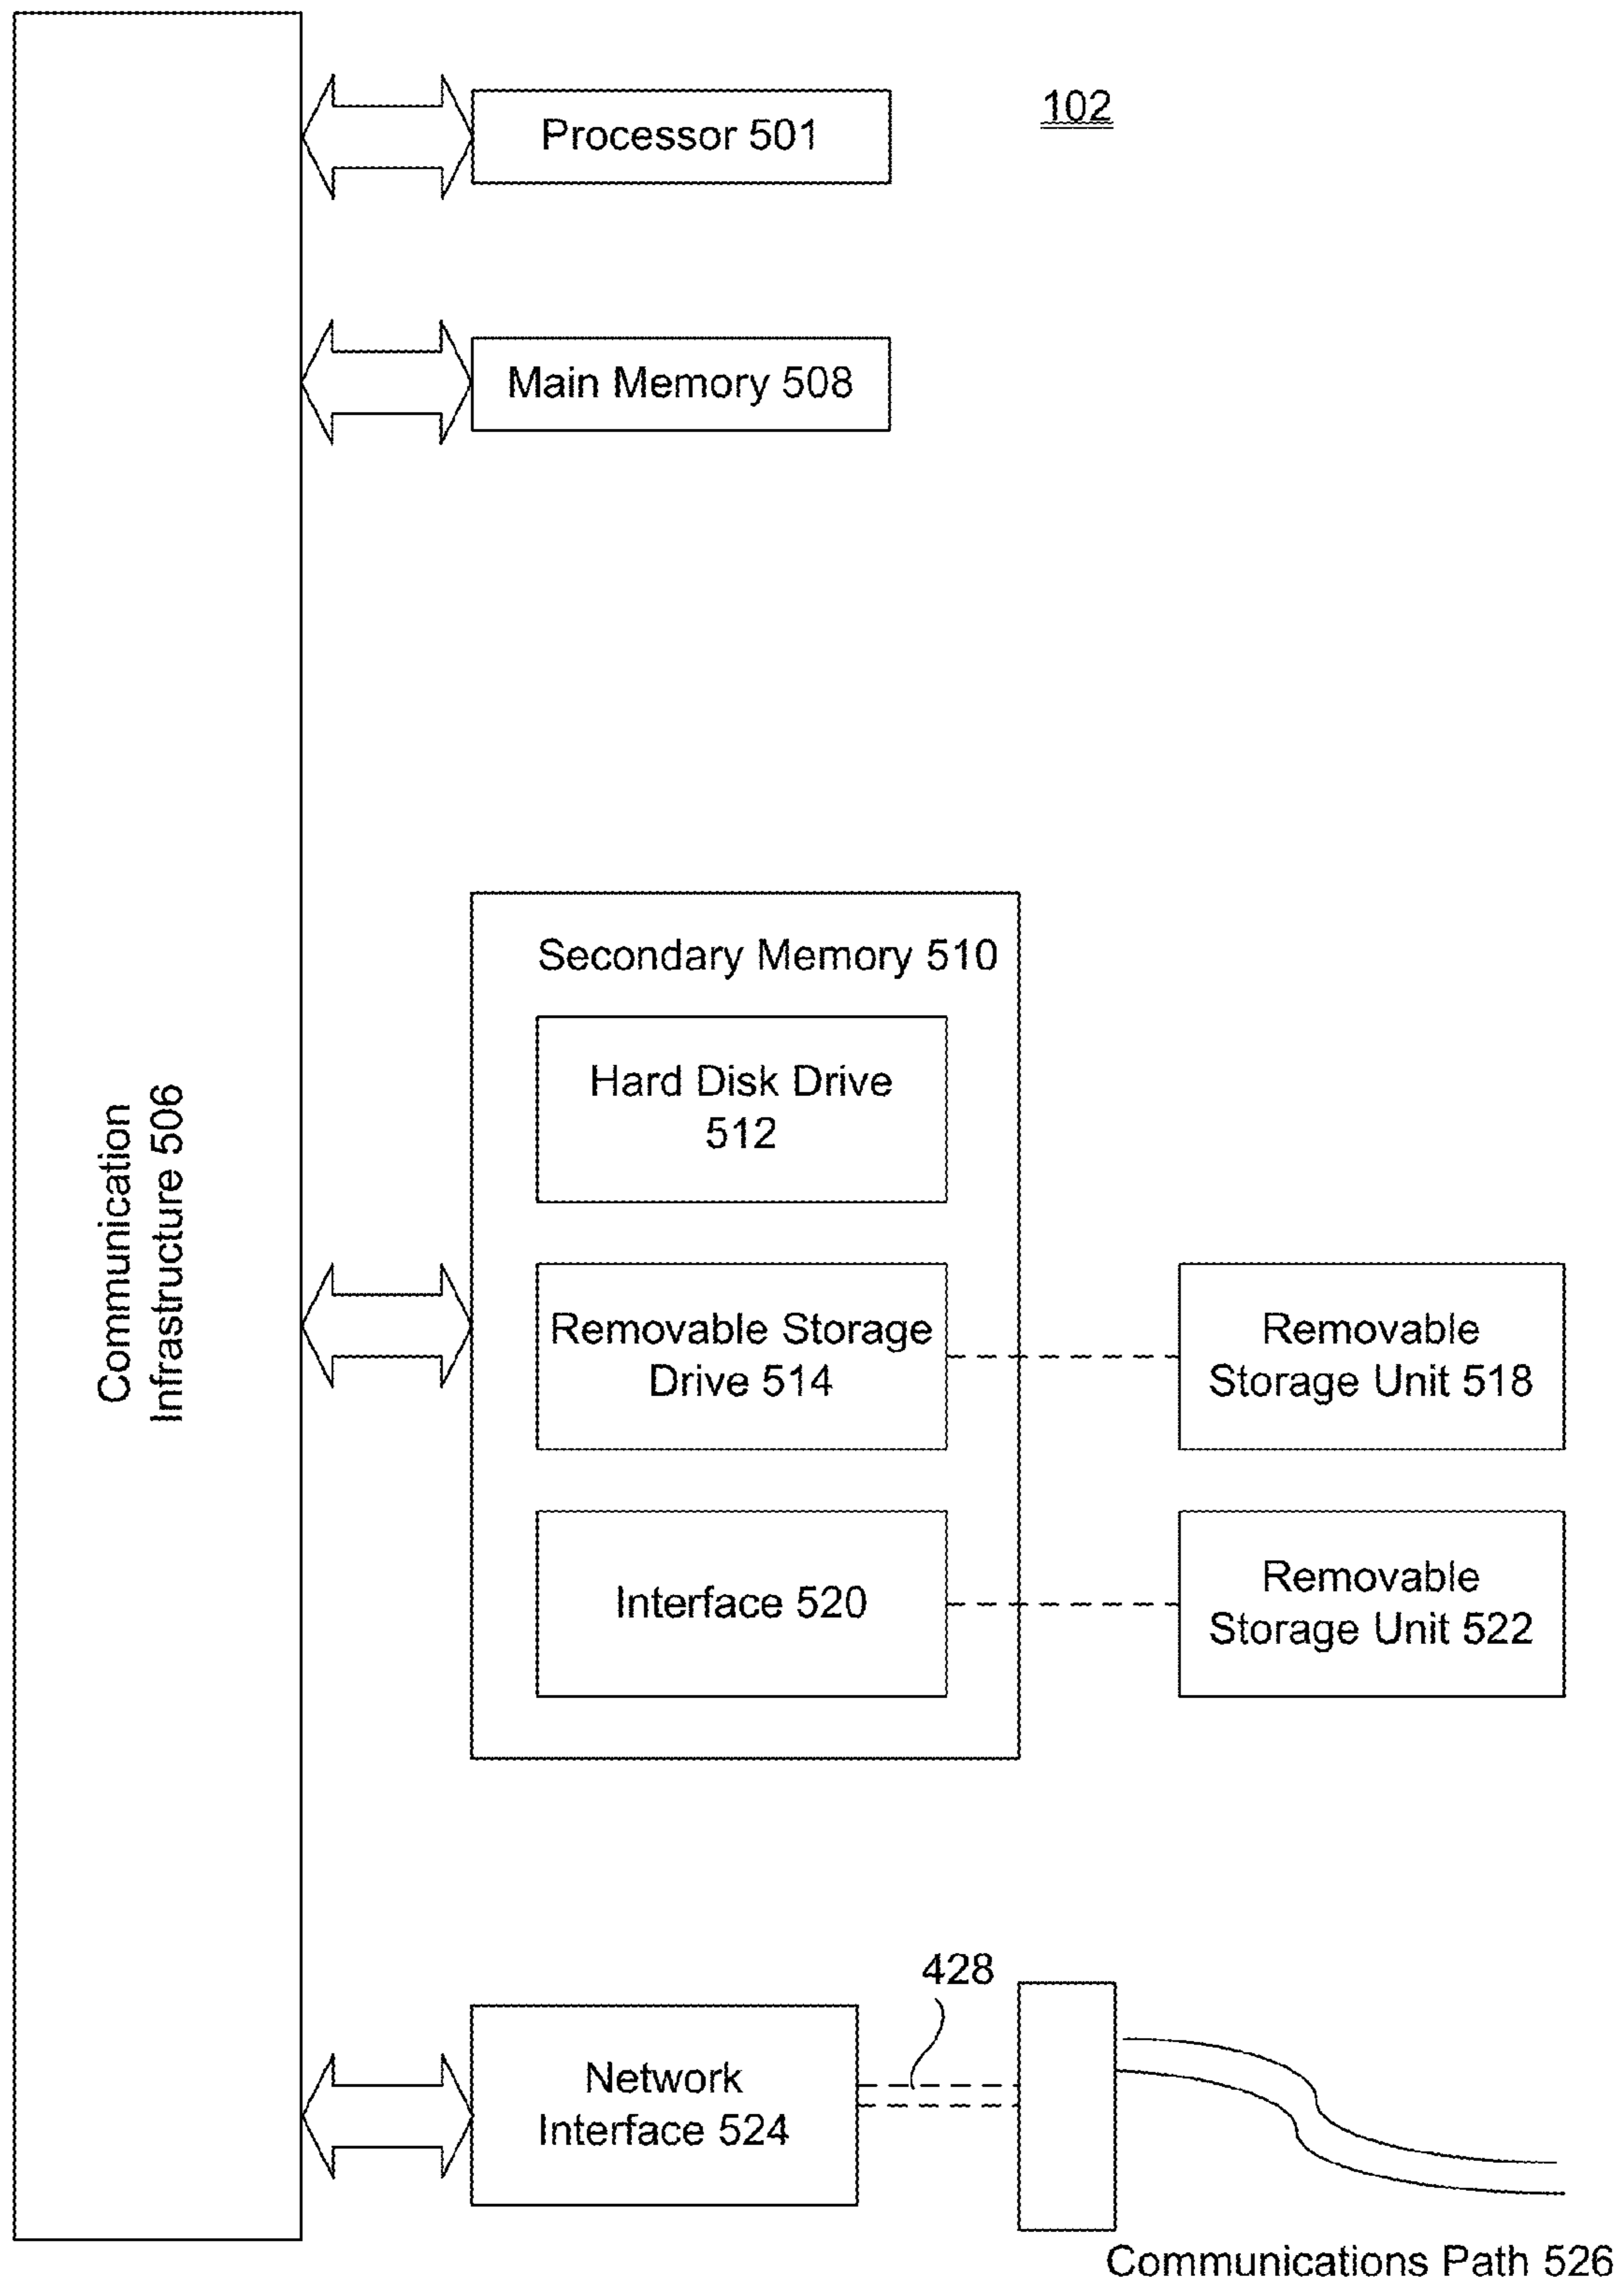 102
Processor 501
Main Memory 508
Communication
Infrastructure 506
Secondary Memory 510
Hard Disk Drive
512
Removable Storage
Drive 514
Removable
Storage Unit 518
Interface 520
Removable
Storage Unit 522
428
Network
Interface 524
Communications Path 526